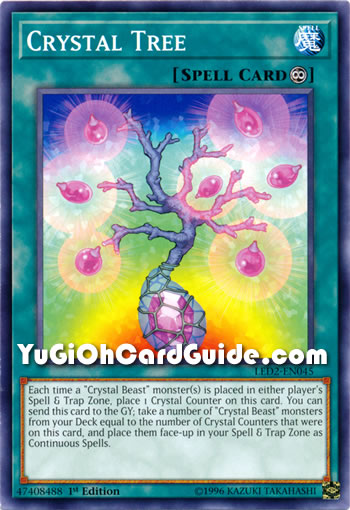 CRYSTAL TREE
SPELL
魔
[SPELL CARD]
LED2-EN045
YuGiOhCardGuide.com
Each time a "Crystal Beast" monster(s) is placed in either player's
Spell & Trap Zone, place 1 Crystal Counter on this card. You can
send this card to the GY; take a number of "Crystal Beast" monsters
from your Deck equal to the number of Crystal Counters that were
on this card, and place them face-up in your Spell & Trap Zone as
Continuous Spells.
47408488 1st Edition ©1996 KAZUKI TAKAHASHI